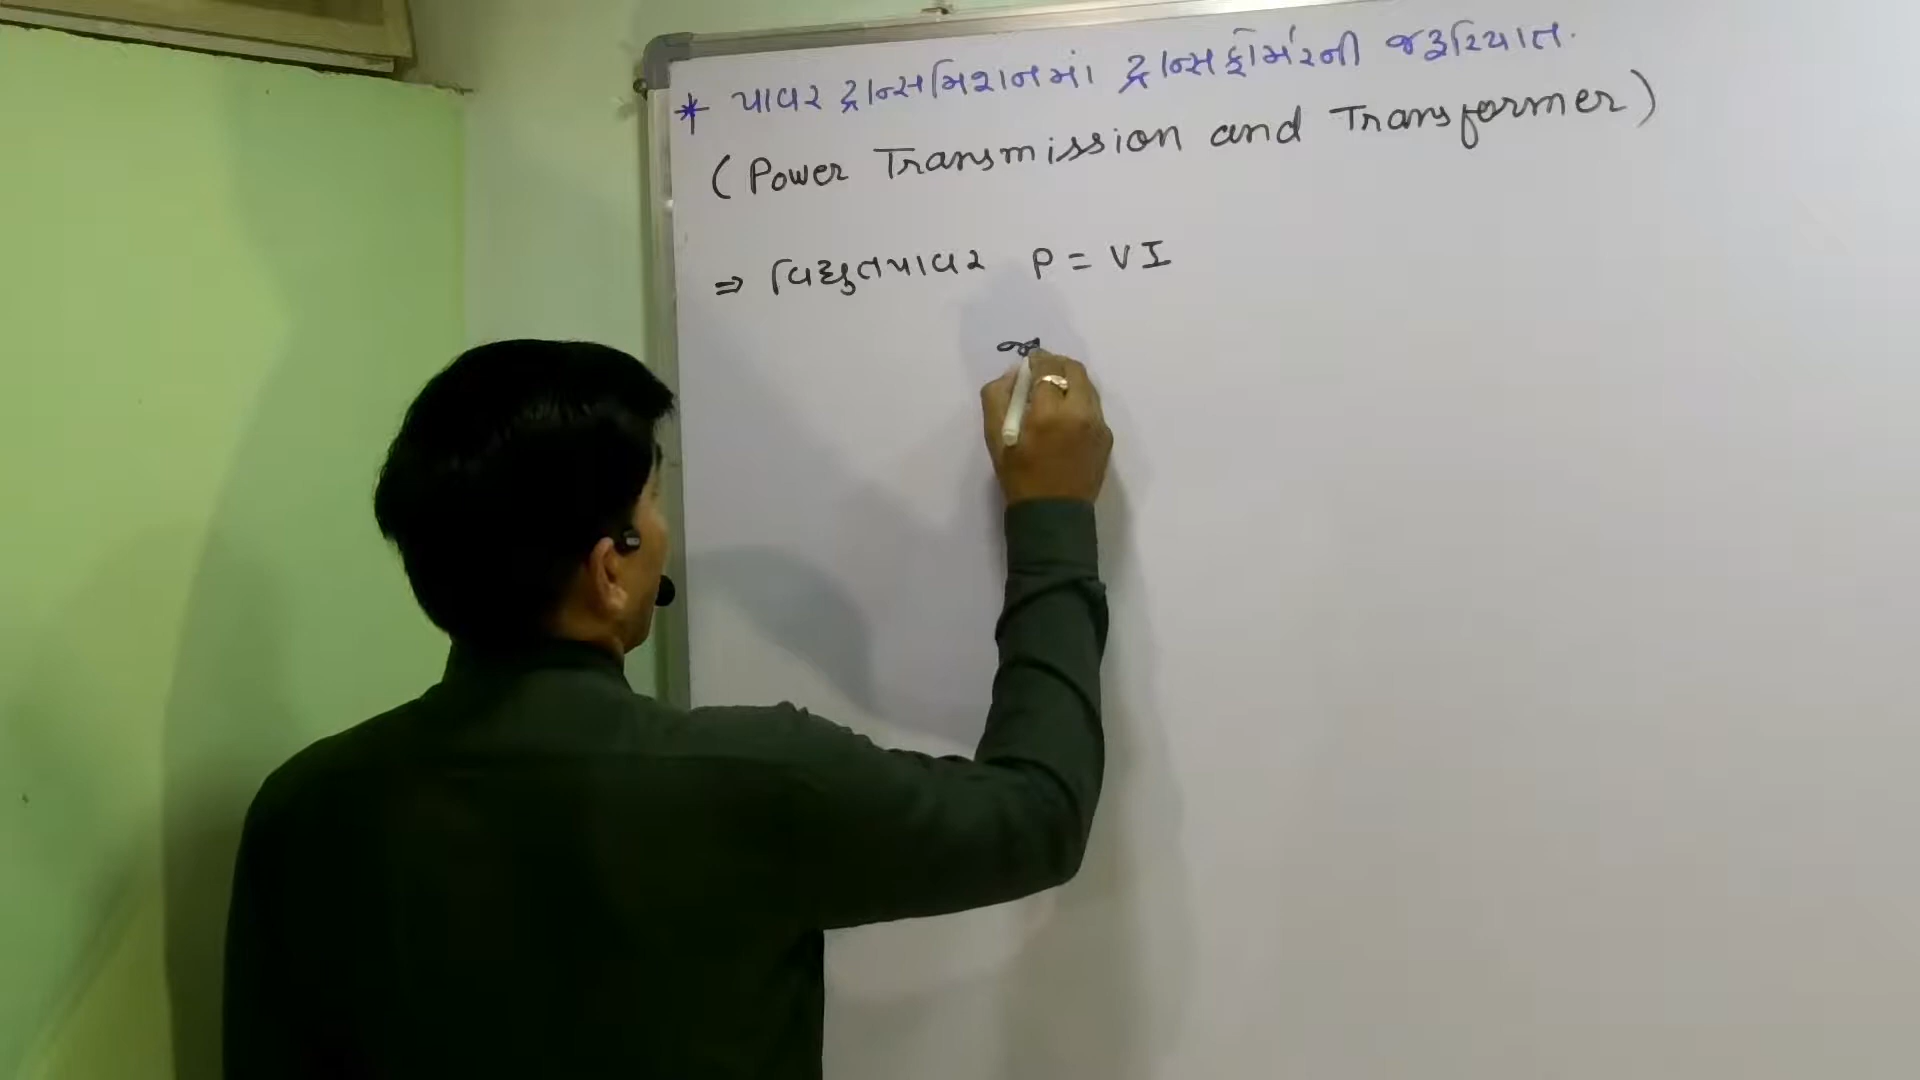 * પાવર ટ્રાન્સમિશનમાં ટ્રાન્સફોર્મરની જરૂરિયાત.
(Power Transmission and Transformer)
⇒ વિદ્યુતપાવર P = VI
જ